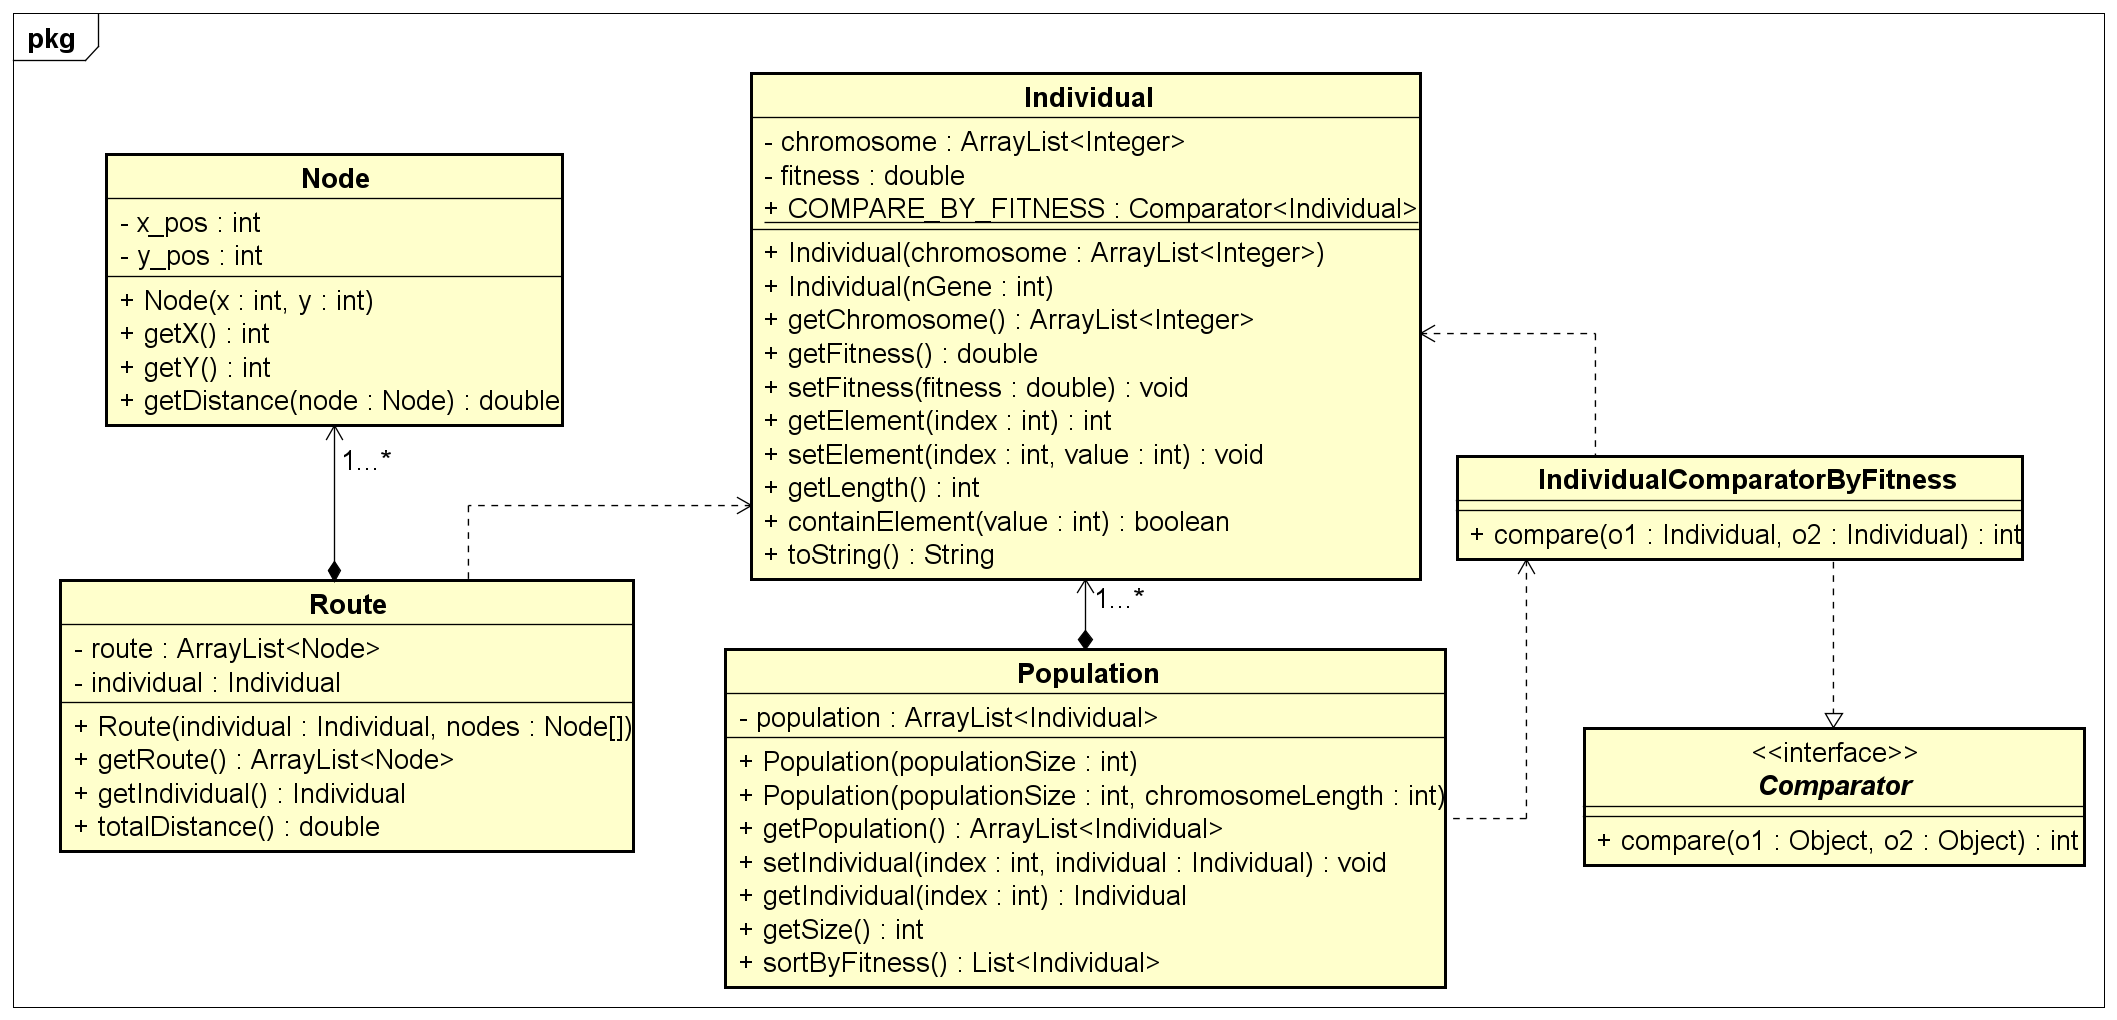 pkg
Node
- x_pos : int
- y_pos : int
+ Node(x : int, y : int)
+ getX() : int
+ getY() : int
+ getDistance(node : Node) : double
1...*
Route
- route : ArrayList<Node>
- individual : Individual
+ Route(individual : Individual, nodes : Node[])
+ getRoute() : ArrayList<Node>
+ getIndividual() : Individual
+ totalDistance() : double
Individual
- chromosome : ArrayList<Integer>
- fitness : double
+ COMPARE_BY_FITNESS : Comparator<Individual>
+ Individual(chromosome : ArrayList<Integer>)
+ Individual(nGene : int)
+ getChromosome() : ArrayList<Integer>
+ getFitness() : double
+ setFitness(fitness : double) : void
+ getElement(index : int) : int
+ setElement(index : int, value : int) : void
+ getLength() : int
+ containElement(value : int) : boolean
+ toString() : String
1...*
Population
- population : ArrayList<Individual>
+ Population(populationSize : int)
+ Population(populationSize : int, chromosomeLength : int)
+ getPopulation() : ArrayList<Individual>
+ setIndividual(index : int, individual : Individual) : void
+ getIndividual(index : int) : Individual
+ getSize() : int
+ sortByFitness() : List<Individual>
IndividualComparatorByFitness
+ compare(o1 : Individual, o2 : Individual) : int
<<interface>>
Comparator
+ compare(o1 : Object, o2 : Object) : int